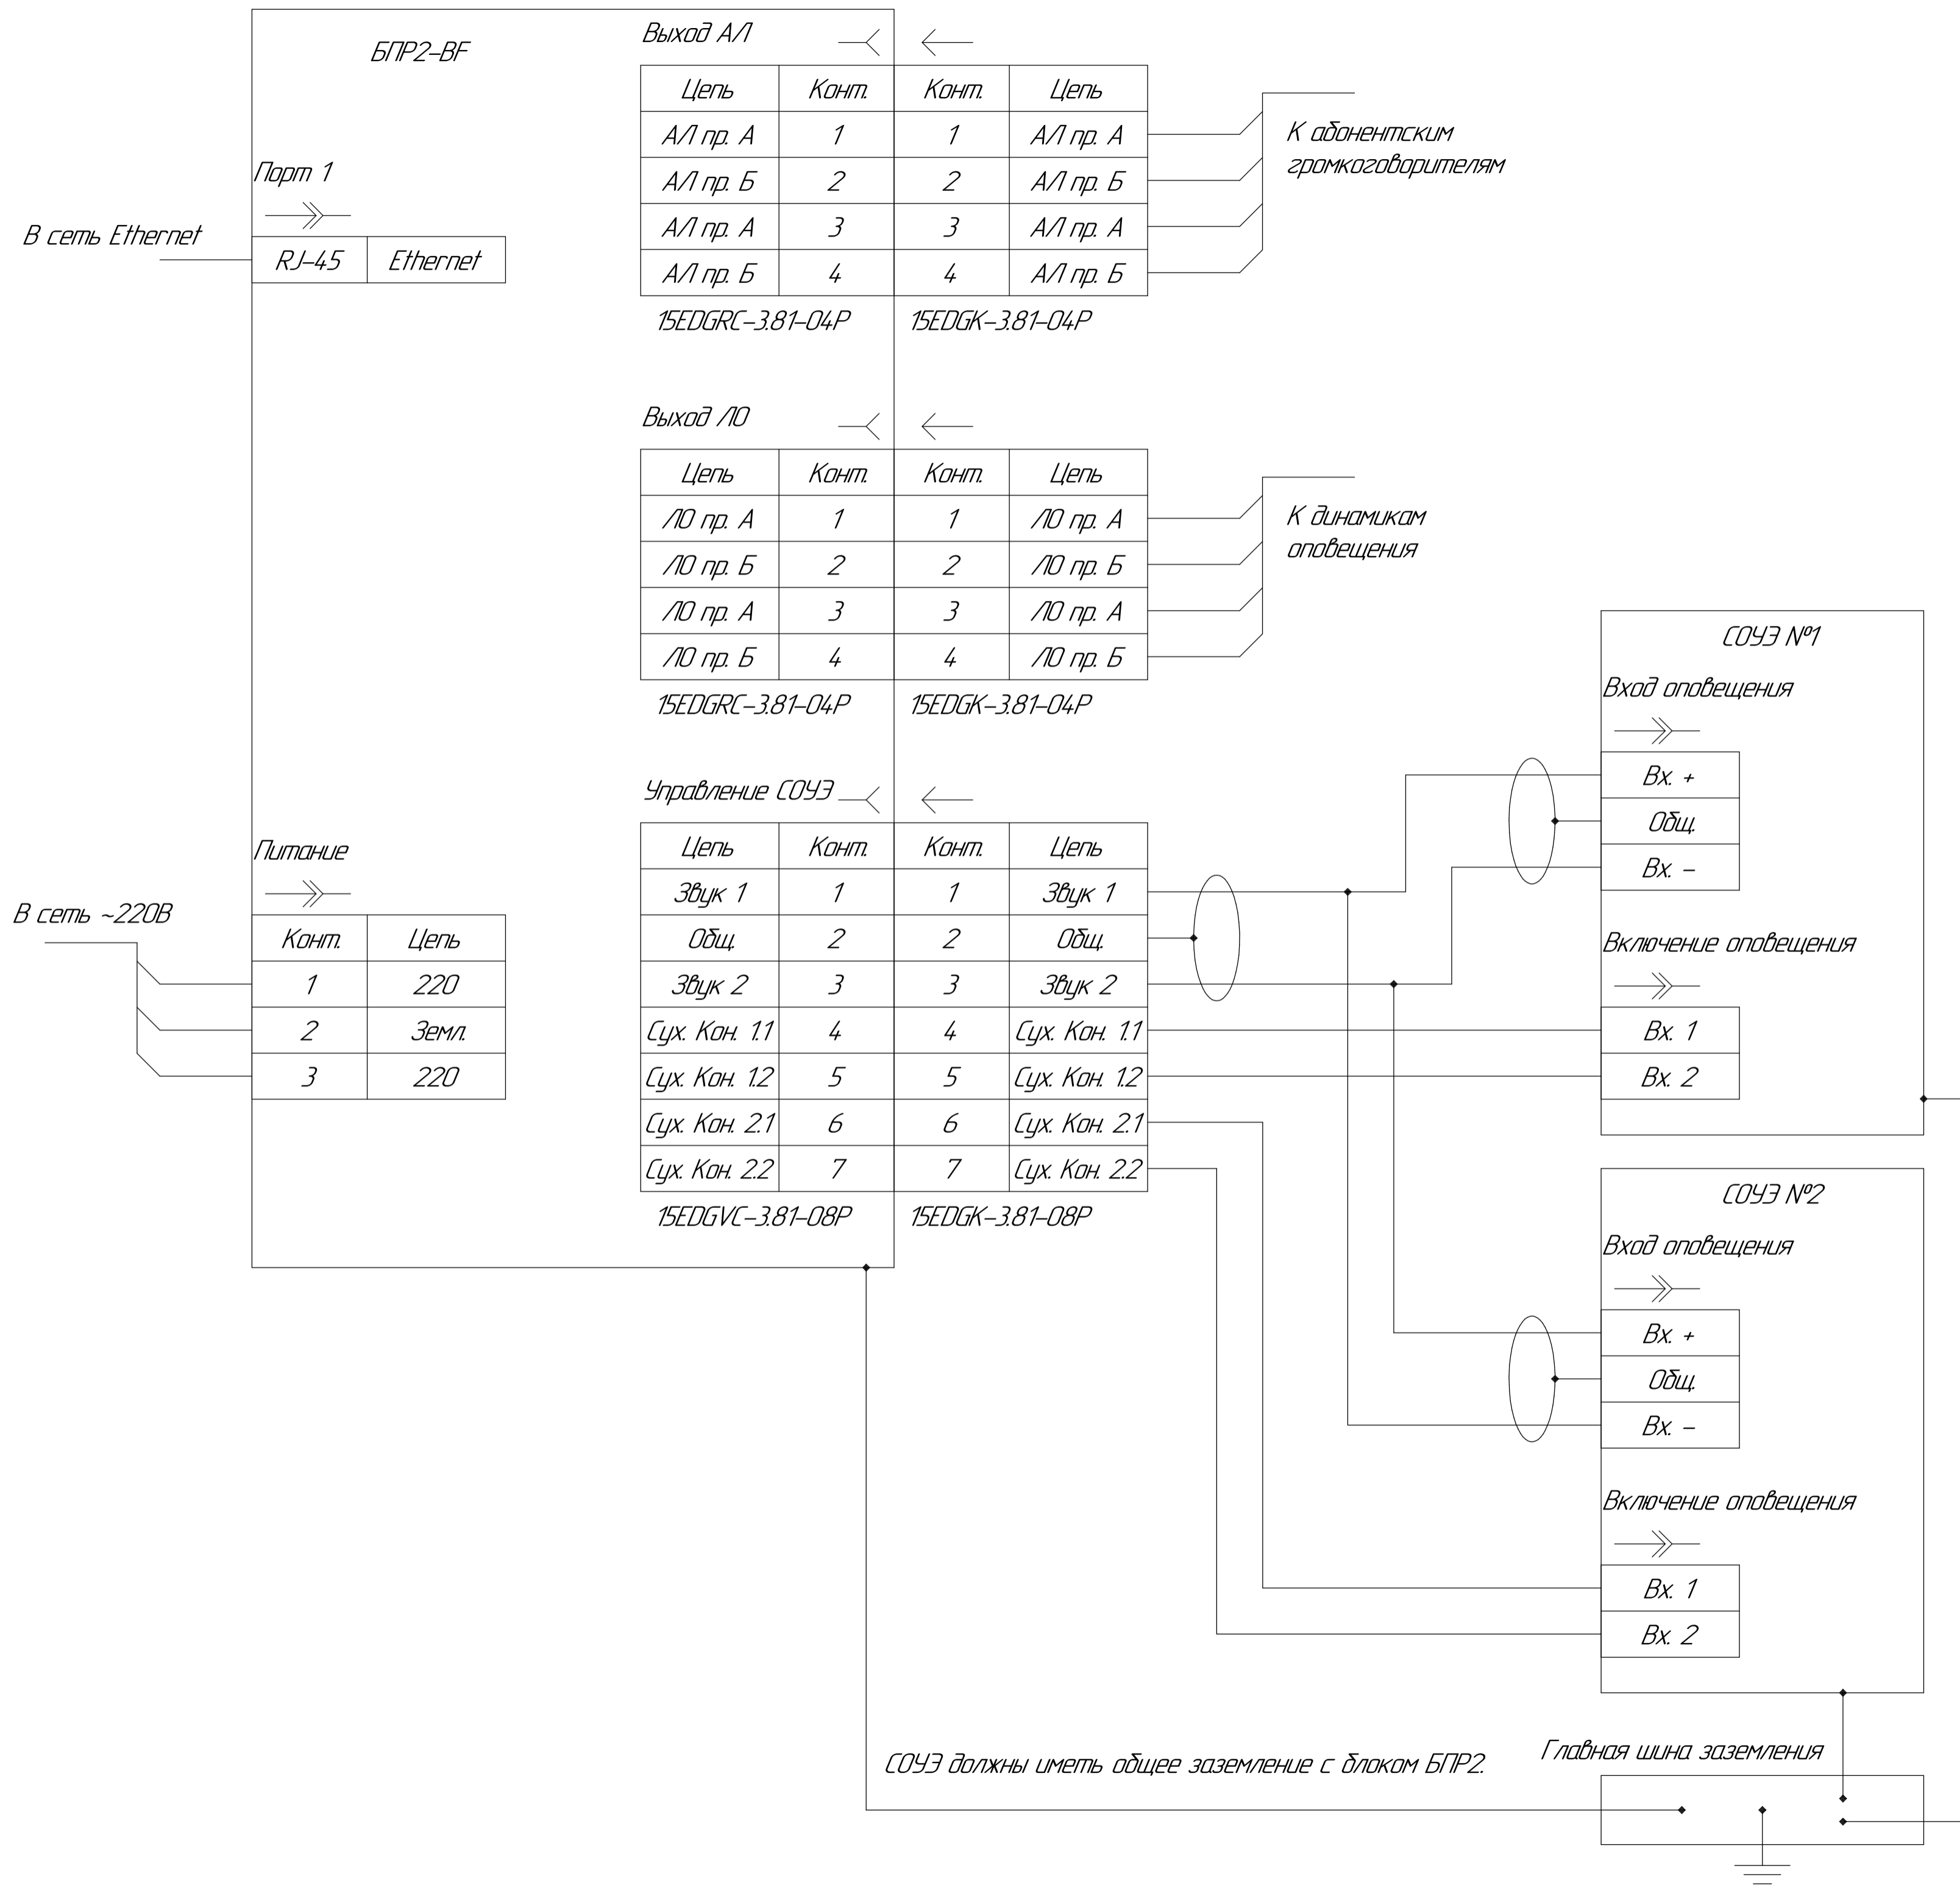 БПР2-BF
Порт 1
В сеть Ethernet
RJ-45 Ethernet
Питание
В сеть ~220В
Конт. Цепь
1 220
2 Земл.
3 220
Выход АЛ
Цепь Конт. Конт. Цепь
АЛ пр. А 1 1 АЛ пр. А
АЛ пр. Б 2 2 АЛ пр. Б
АЛ пр. А 3 3 АЛ пр. А
АЛ пр. Б 4 4 АЛ пр. Б
15EDGRC-3.81-04P 15EDGK-3.81-04P
К абонентским
громкоговорителям
Выход ЛО
Цепь Конт. Конт. Цепь
ЛО пр. А 1 1 ЛО пр. А
ЛО пр. Б 2 2 ЛО пр. Б
ЛО пр. А 3 3 ЛО пр. А
ЛО пр. Б 4 4 ЛО пр. Б
15EDGRC-3.81-04P 15EDGK-3.81-04P
К динамикам
оповещения
Управление СОУЭ
Цепь Конт. Конт. Цепь
Звук 1 1 1 Звук 1
Общ. 2 2 Общ.
Звук 2 3 3 Звук 2
Сух. Кон. 1.1 4 4 Сух. Кон. 1.1
Сух. Кон. 1.2 5 5 Сух. Кон. 1.2
Сух. Кон. 2.1 6 6 Сух. Кон. 2.1
Сух. Кон. 2.2 7 7 Сух. Кон. 2.2
15EDGVC-3.81-08P 15EDGK-3.81-08P
СОУЭ №1
Вход оповещения
Вх. +
Общ.
Вх. -
Включение оповещения
Вх. 1
Вх. 2
СОУЭ №2
Вход оповещения
Вх. +
Общ.
Вх. -
Включение оповещения
Вх. 1
Вх. 2
СОУЭ должны иметь общее заземление с блоком БПР2.
Главная шина заземления